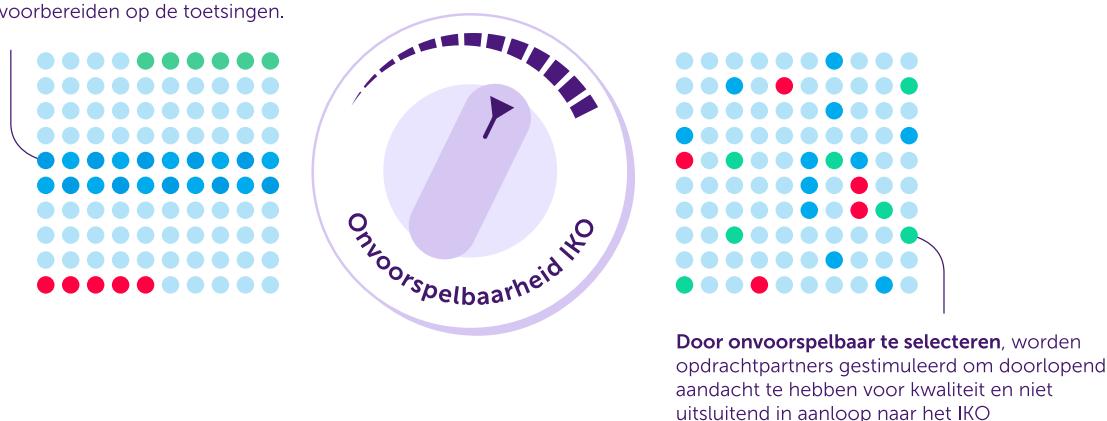 voorbereiden op de toetsingen.
Onvoorspelbaarheid IKO
Door onvoorspelbaar te selecteren, worden
opdrachtpartners gestimuleerd om doorlopend
aandacht te hebben voor kwaliteit en niet
uitsluitend in aanloop naar het IKO